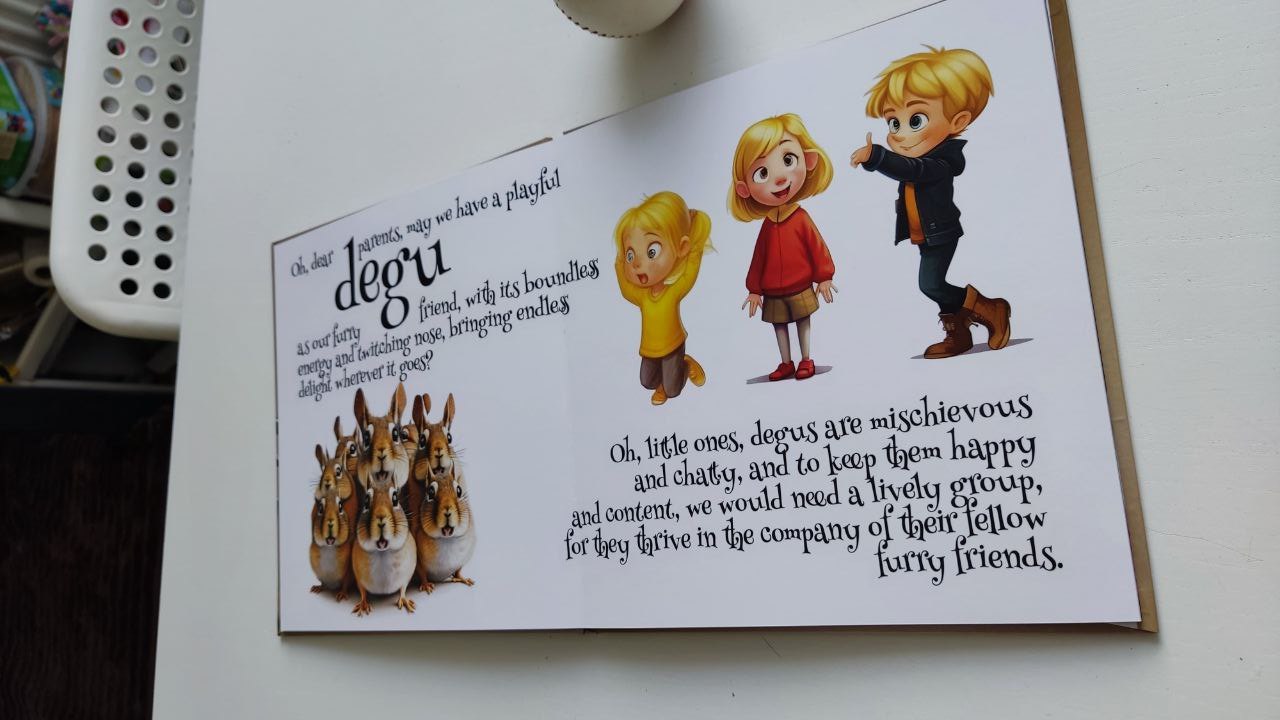 Oh, dear parents, may we have a playful
degu
as our furry friend, with its boundless
energy and twitching nose, bringing endless
delight wherever it goes?
Oh, little ones, degus are mischievous
and chatty, and to keep them happy
and content, we would need a lively group,
for they thrive in the company of their fellow
furry friends.